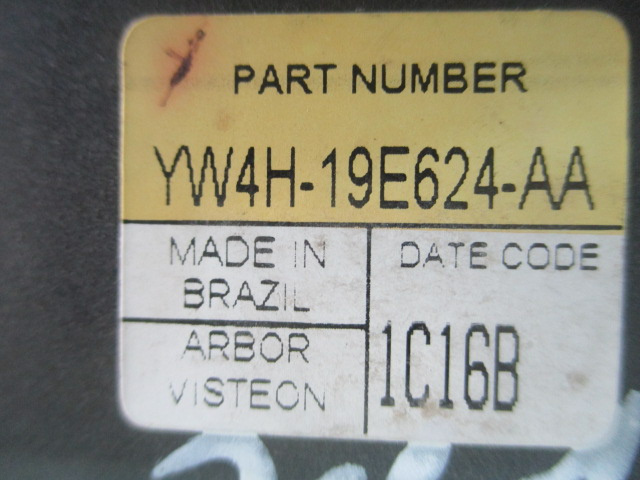 PART NUMBER
YW4H-19E624-AA
MADE IN
BRAZIL
DATE CODE
ARBOR
VISTEON
1C16B